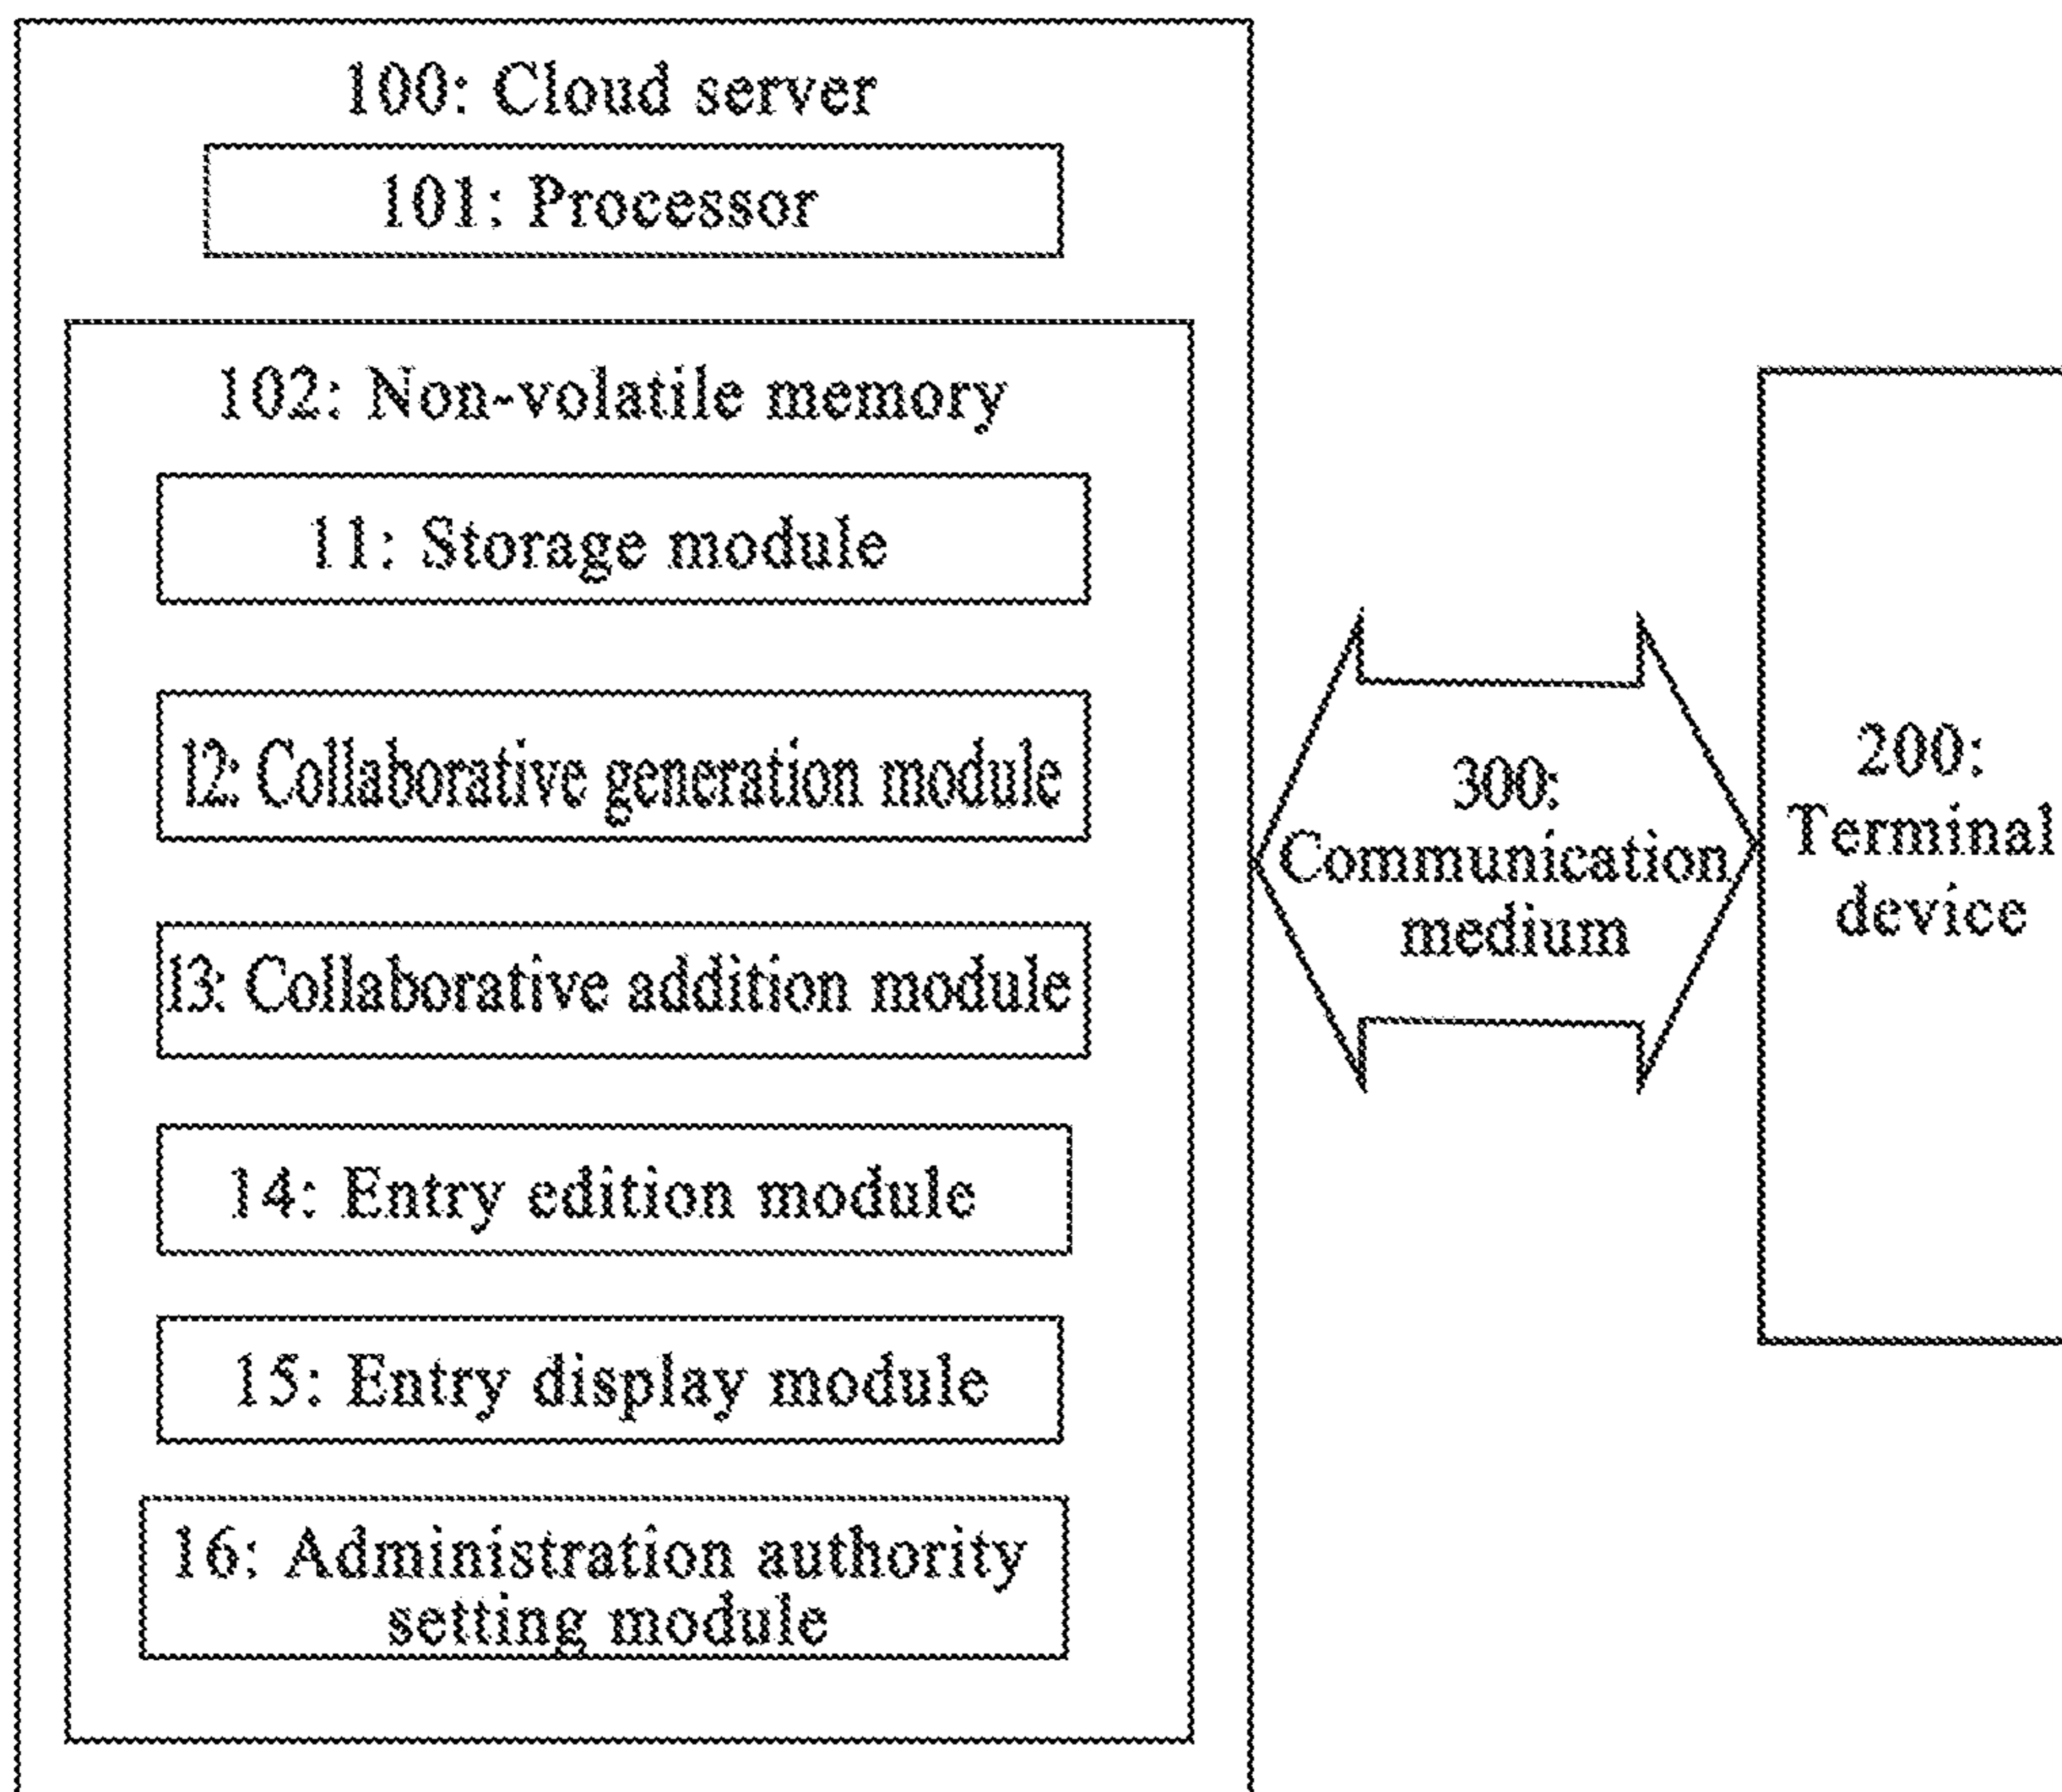 100: Cloud server
101: Processor
102: Non-volatile memory
11: Storage module
12: Collaborative generation module
13: Collaborative addition module
14: Entry edition module
15: Entry display module
16: Administration authority
setting module
300:
Communication
medium
200:
Terminal
device